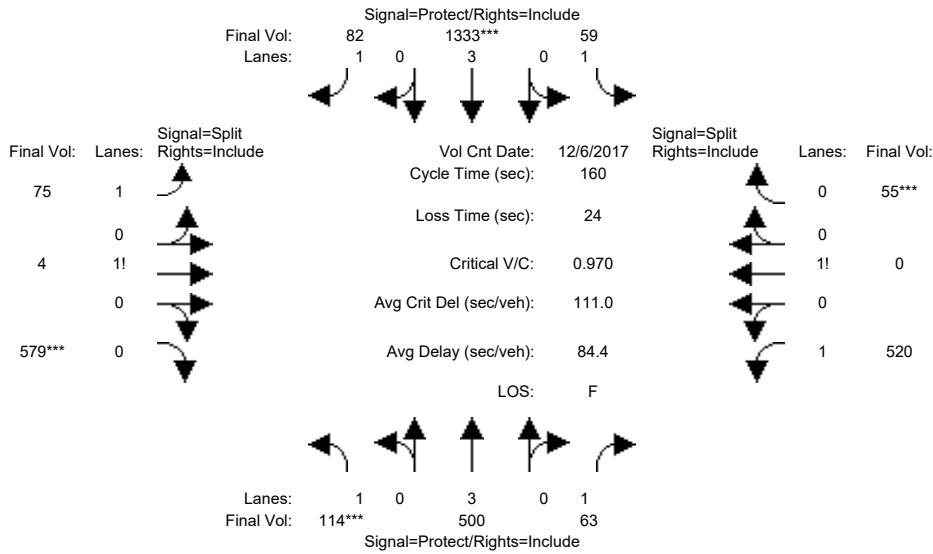 Signal=Protect/Rights=Include
Final Vol: 82 1333*** 59
Lanes: 1 0 3 0 1
Signal=Split
Final Vol: Lanes: Rights=Include
Vol Cnt Date: 12/6/2017
Signal=Split
Rights=Include Lanes: Final Vol:
Cycle Time (sec): 160
75 1
0 55***
Loss Time (sec): 24
0
0
4 1!
Critical V/C: 0.970
1! 0
0
Avg Crit Del (sec/veh): 111.0
0
579*** 0
Avg Delay (sec/veh): 84.4
1 520
LOS: F
Lanes: 1 0 3 0 1
Final Vol: 114*** 500 63
Signal=Protect/Rights=Include